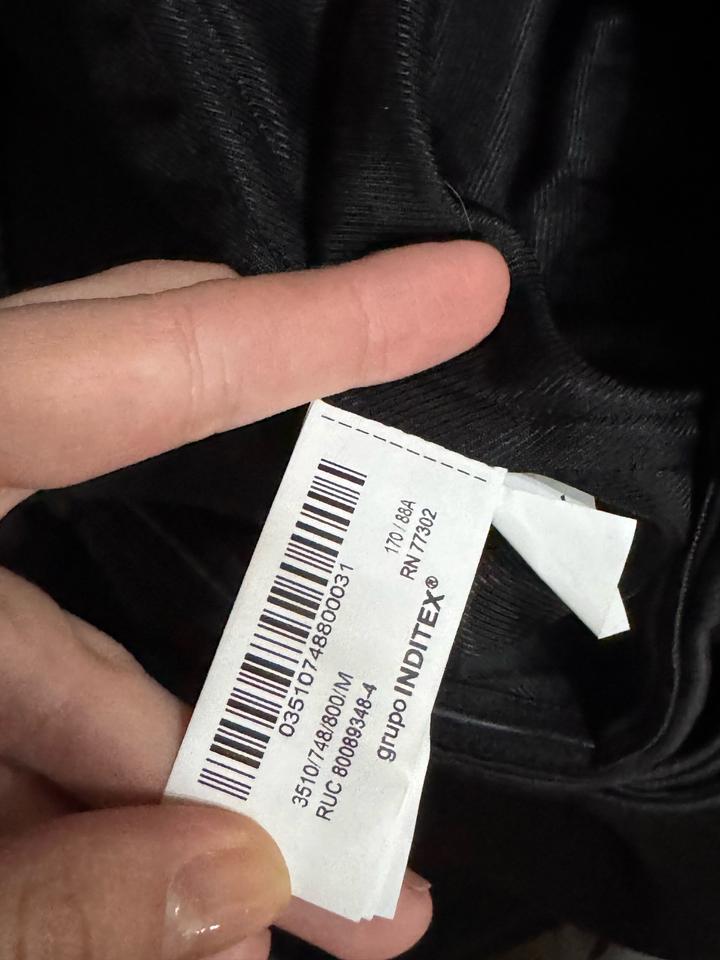 03510748800031
3510/748/800/M
RUC 80089348-4
grupo INDITEX®
170 / 88A
RN 77302